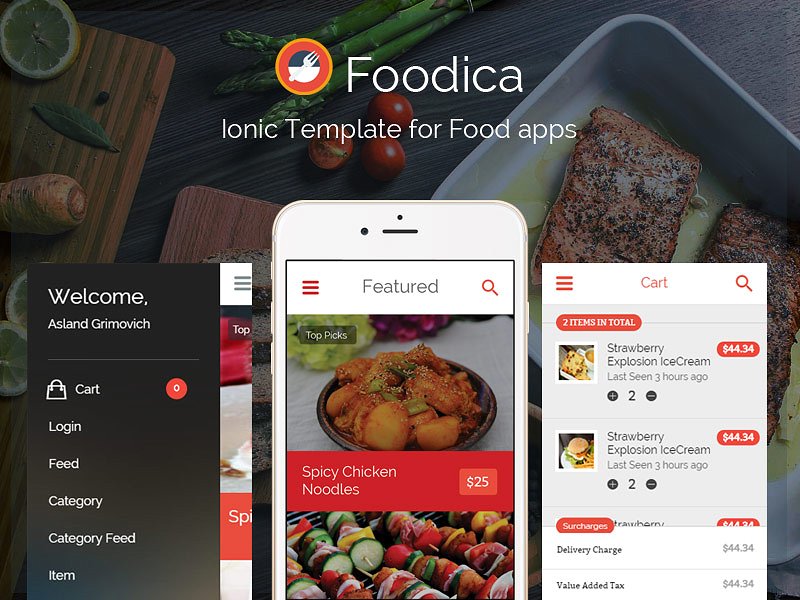 Foodica
Ionic Template for Food apps
Welcome,
Asland Grimovich
Cart
0
Login
Feed
Category
Category Feed
Item
Top
Spi
Featured
Top Picks
Spicy Chicken
Noodles
$25
Cart
2 ITEMS IN TOTAL
Strawberry
Explosion IceCream
$44.34
Last Seen 3 hours ago
2
Strawberry
Explosion IceCream
$44.34
Last Seen 3 hours ago
2
Strawberry
$44.34
Surcharges
Delivery Charge
$44.34
Value Added Tax
$44.34